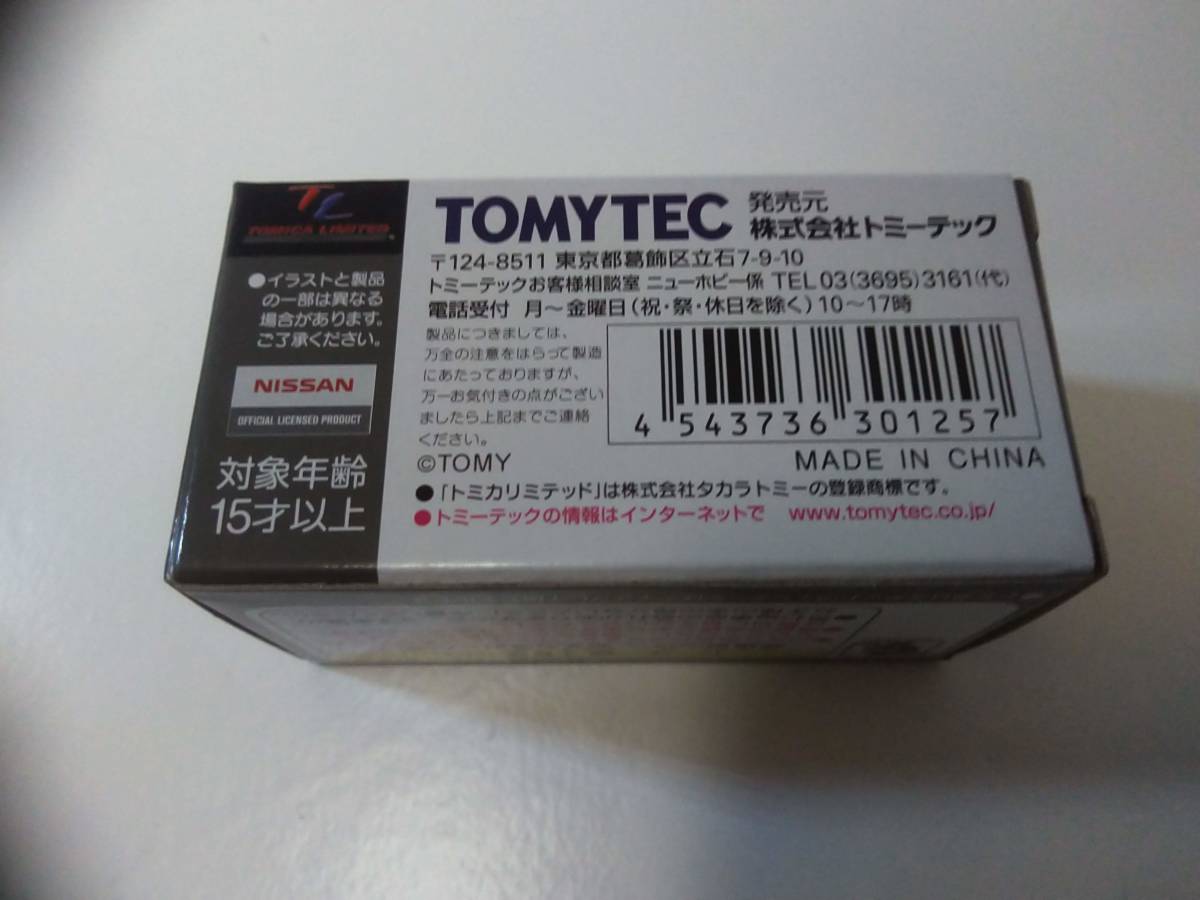 TL
TOMICA LIMITED
●イラストと製品
の一部は異なる
場合があります。
ご了承ください。
NISSAN
OFFICIAL LICENSED PRODUCT
対象年齢
15才以上
TOMYTEC
発売元
株式会社トミーテック
〒124-8511 東京都葛飾区立石7-9-10
トミーテックお客様相談室 ニューホビー係 TEL 03(3695)3161(代)
電話受付 月～金曜日(祝・祭・休日を除く)10～17時
製品につきましては、
万全の注意をはらって製造
にあたっておりますが、
万一お気付きの点がござい
ましたら上記までご連絡
ください。
4 543736 301257
©TOMY
MADE IN CHINA
●「トミカリミテッド」は株式会社タカラトミーの登録商標です。
●トミーテックの情報はインターネットで www.tomytec.co.jp/